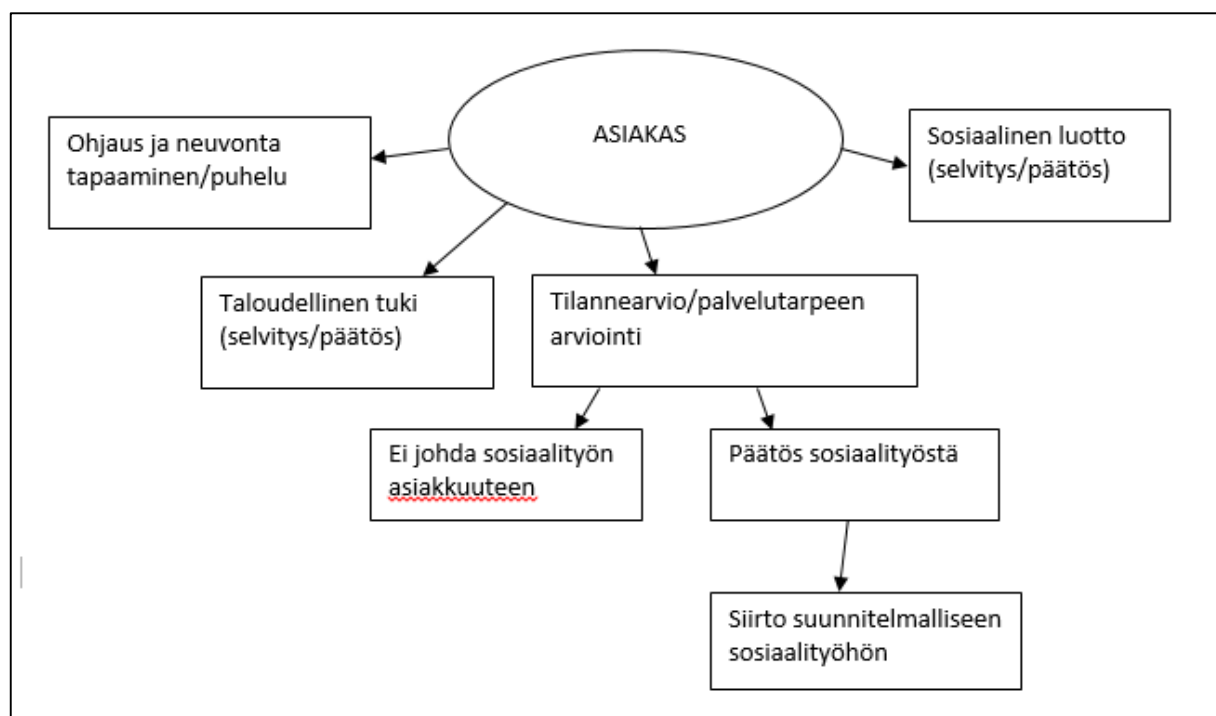 ASIAKAS
Ohjaus ja neuvonta
tapaaminen/puhelu
Sosiaalinen luotto
(selvitys/päätös)
Taloudellinen tuki
(selvitys/päätös)
Tilannearvio/palvelutarpeen
arviointi
Ei johda sosiaalityön
asiakkuuteen
Päätös sosiaalityöstä
Siirto suunnitelmalliseen
sosiaalityöhön